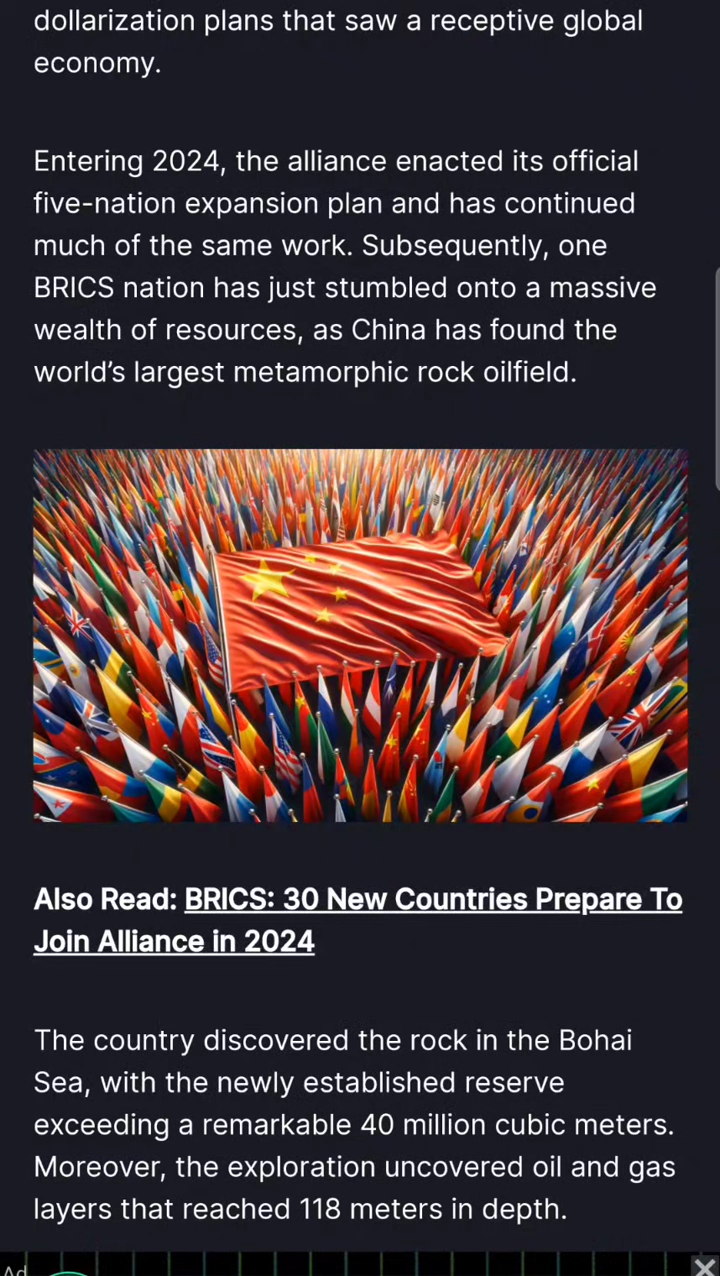 dollarization plans that saw a receptive global
economy.
Entering 2024, the alliance enacted its official
five-nation expansion plan and has continued
much of the same work. Subsequently, one
BRICS nation has just stumbled onto a massive
wealth of resources, as China has found the
world’s largest metamorphic rock oilfield.
Also Read: BRICS: 30 New Countries Prepare To
Join Alliance in 2024
The country discovered the rock in the Bohai
Sea, with the newly established reserve
exceeding a remarkable 40 million cubic meters.
Moreover, the exploration uncovered oil and gas
layers that reached 118 meters in depth.
Ad